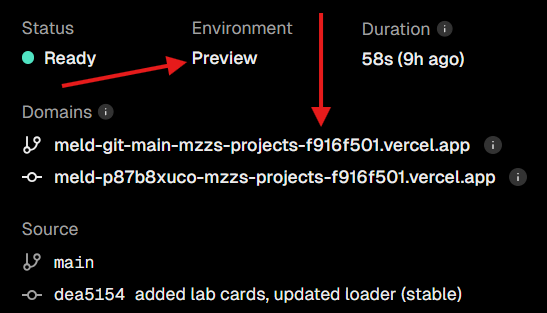 Status Environment Duration
Ready Preview 58s (9h ago)
Domains
meld-git-main-mzzs-projects-f916f501.vercel.app
meld-p87b8xuco-mzzs-projects-f916f501.vercel.app
Source
main
dea5154 added lab cards, updated loader (stable)